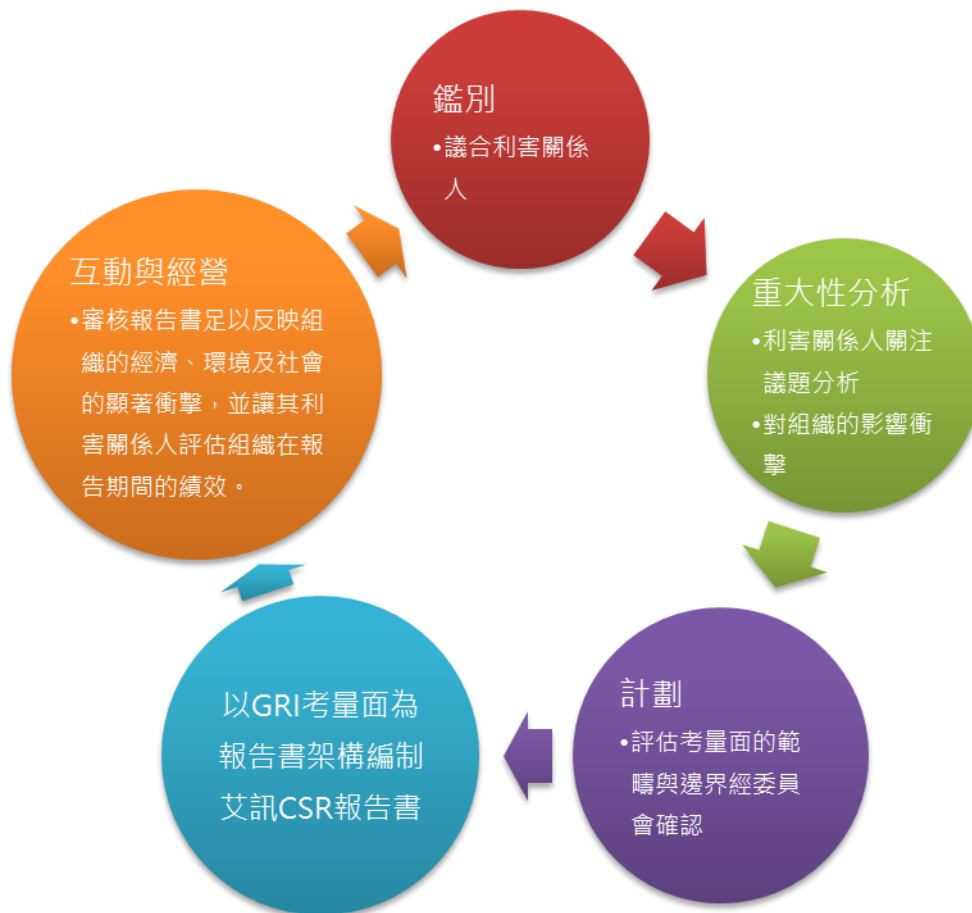 鑑別
•議合利害關係
人
重大性分析
•利害關係人關注
議題分析
•對組織的影響衝
擊
計劃
•評估考量面的範
疇與邊界經委員
會確認
以GRI考量面為
報告書架構編制
艾訊CSR報告書
互動與經營
•審核報告書足以反映組
織的經濟、環境及社會
的顯著衝擊，並讓其利
害關係人評估組織在報
告期間的績效。